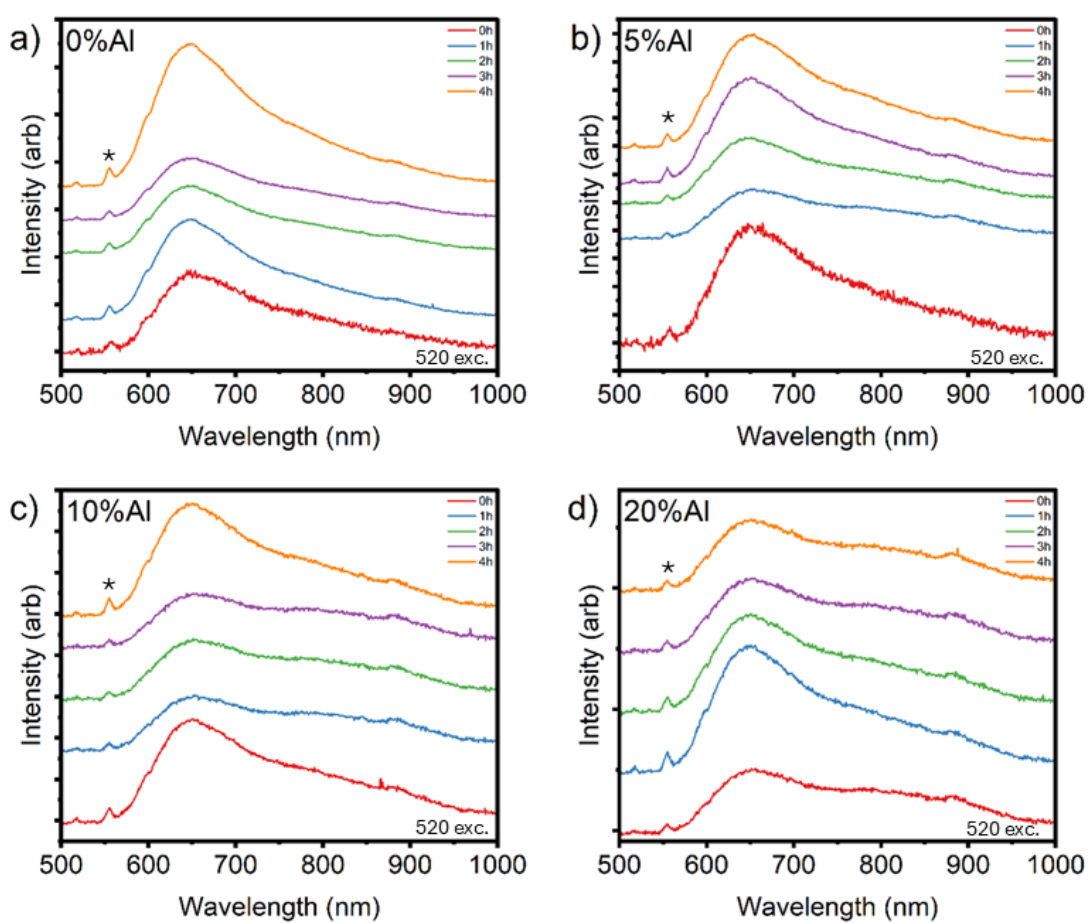 a) 0%Al
0h
1h
2h
3h
4h
*
Intensity (arb)
520 exc.
500 600 700 800 900 1000
Wavelength (nm)
b) 5%Al
0h
1h
2h
3h
4h
*
Intensity (arb)
520 exc.
500 600 700 800 900 1000
Wavelength (nm)
c) 10%Al
0h
1h
2h
3h
4h
*
Intensity (arb)
520 exc.
500 600 700 800 900 1000
Wavelength (nm)
d) 20%Al
0h
1h
2h
3h
4h
*
Intensity (arb)
520 exc.
500 600 700 800 900 1000
Wavelength (nm)